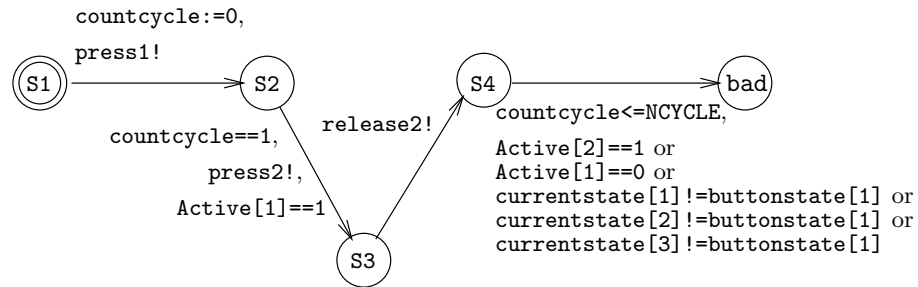 countcycle:=0,
press1!
S1
S2
S4
bad
countcycle==1,
press2!,
Active[1]==1
release2!
countcycle<=NCYCLE,
Active[2]==1 or
Active[1]==0 or
currentstate[1]!=buttonstate[1] or
currentstate[2]!=buttonstate[1] or
currentstate[3]!=buttonstate[1]
S3